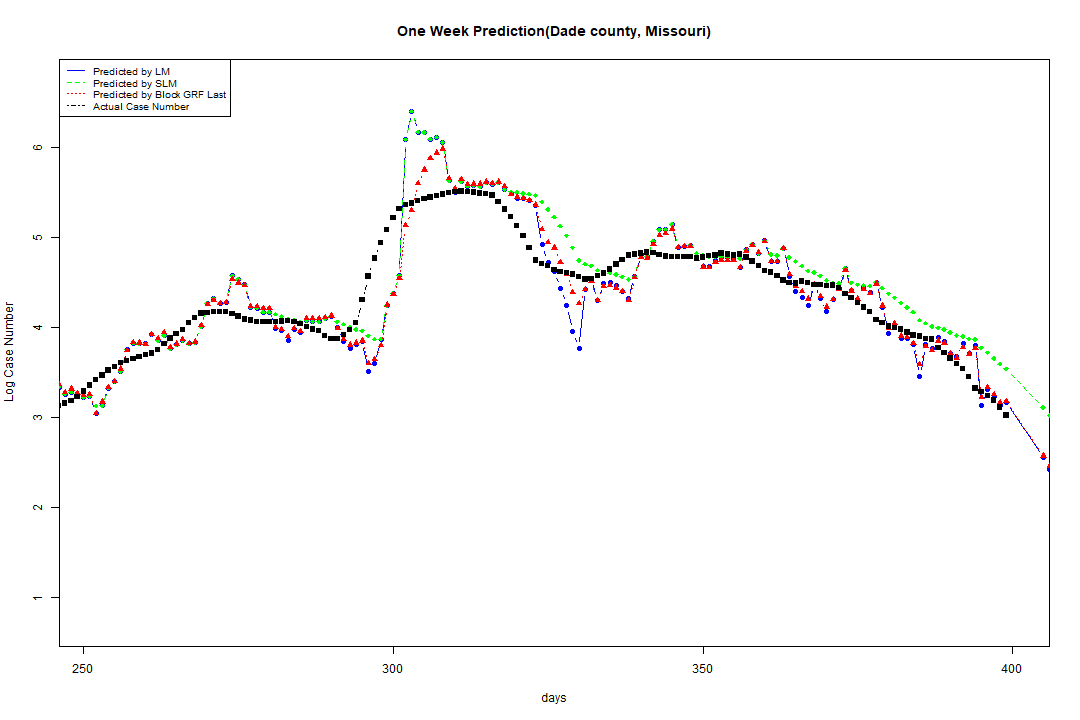 One Week Prediction(Dade county, Missouri)
Predicted by LM
Predicted by SLM
Predicted by Block GRF Last
Actual Case Number
6
5
4
3
2
1
Log Case Number
250 300 350 400
days